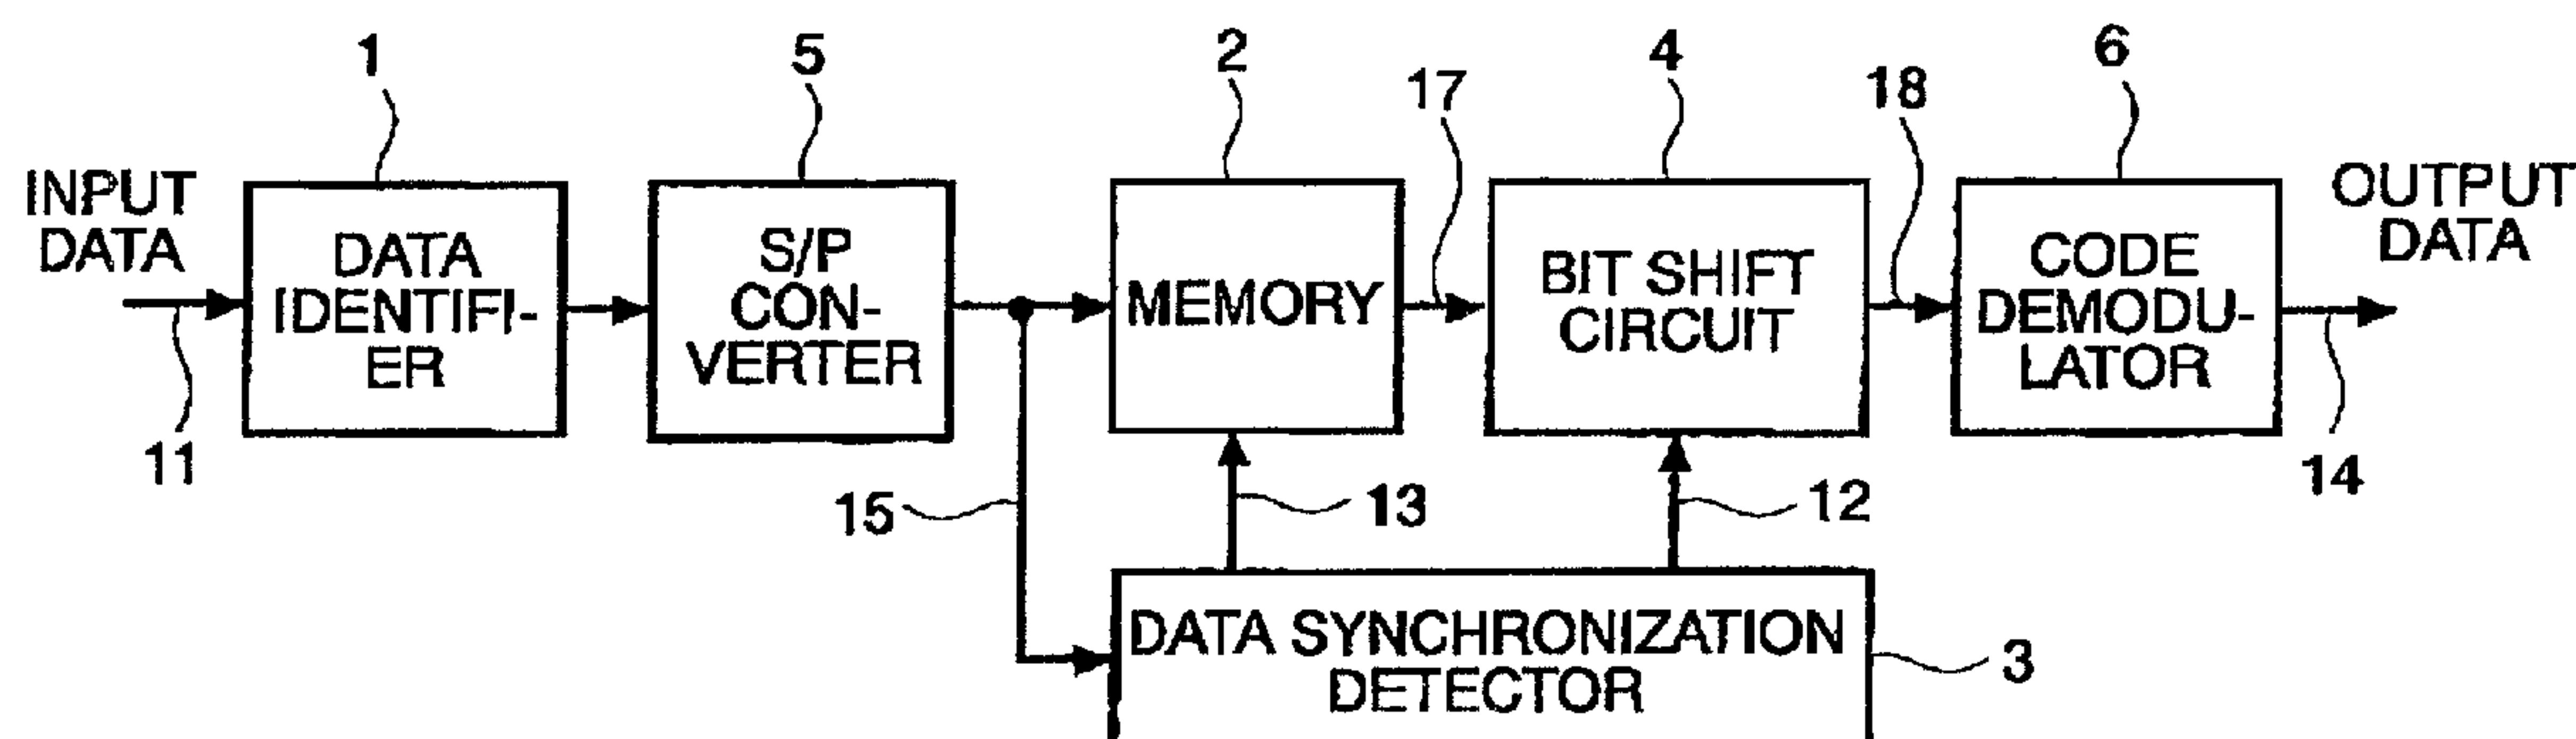 1
5
2
17
4
18
6
INPUT
DATA
DATA
IDENTIFI-
ER
S/P
CON-
VERTER
MEMORY
BIT SHIFT
CIRCUIT
CODE
DEMODU-
LATOR
OUTPUT
DATA
11
15
13
12
14
DATA SYNCHRONIZATION
DETECTOR
3